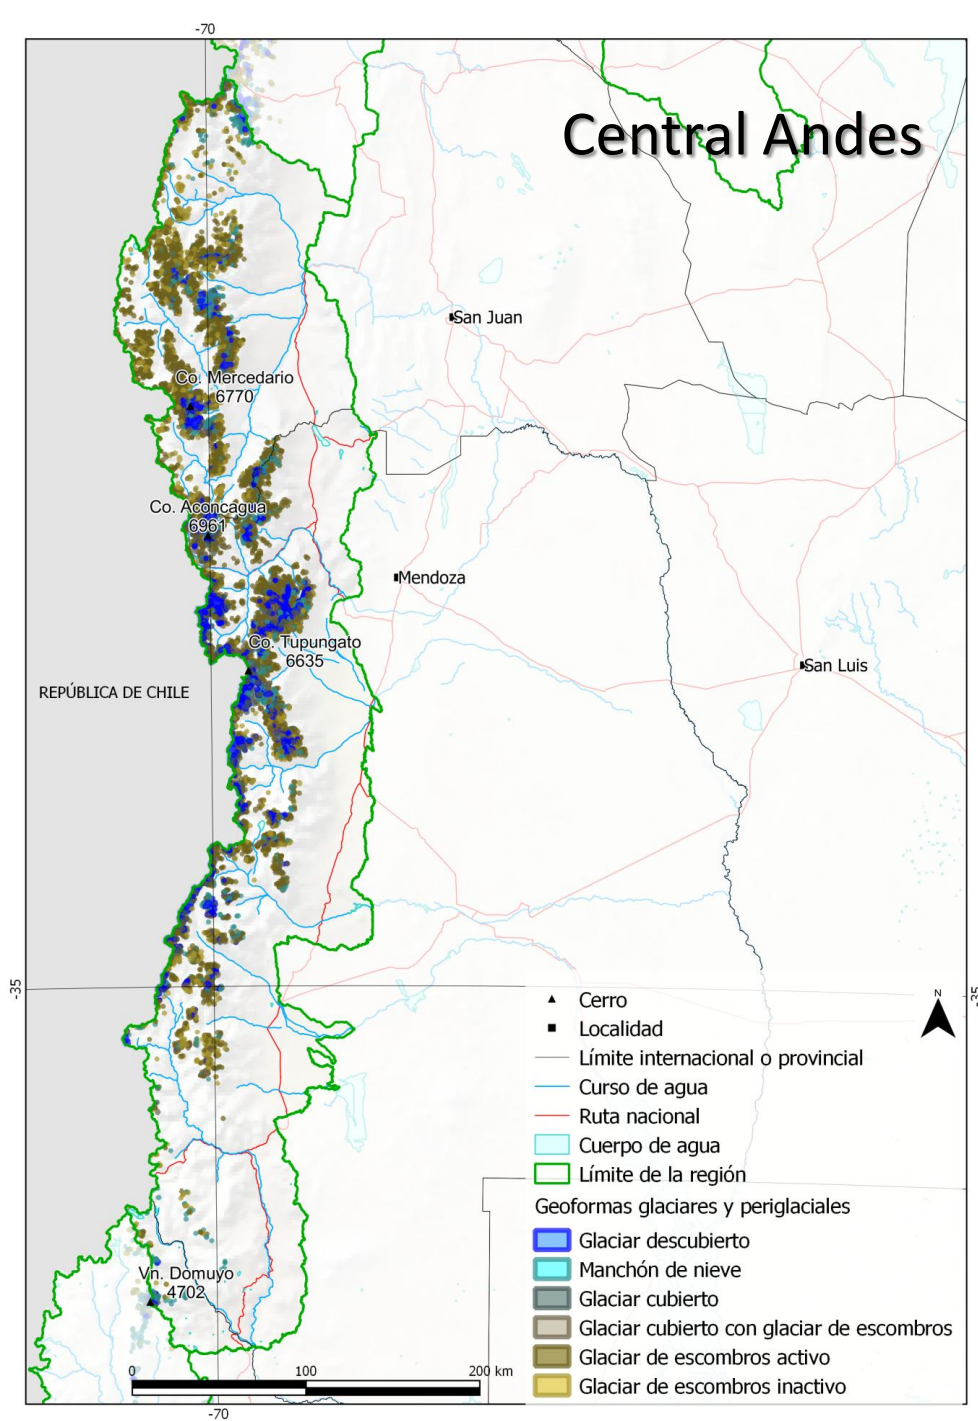 -70
Central Andes
San Juan
Co. Mercedario
6770
Co. Aconcagua
6961
Mendoza
Co. Tupungato
6635
San Luis
REPÚBLICA DE CHILE
-35
-35
N
Cerro
Localidad
Límite internacional o provincial
Curso de agua
Ruta nacional
Cuerpo de agua
Límite de la región
Geoformas glaciares y periglaciales
Glaciar descubierto
Manchón de nieve
Glaciar cubierto
Glaciar cubierto con glaciar de escombros
Glaciar de escombros activo
Glaciar de escombros inactivo
Vn. Domuyo
4702
0 100 200 km
-70